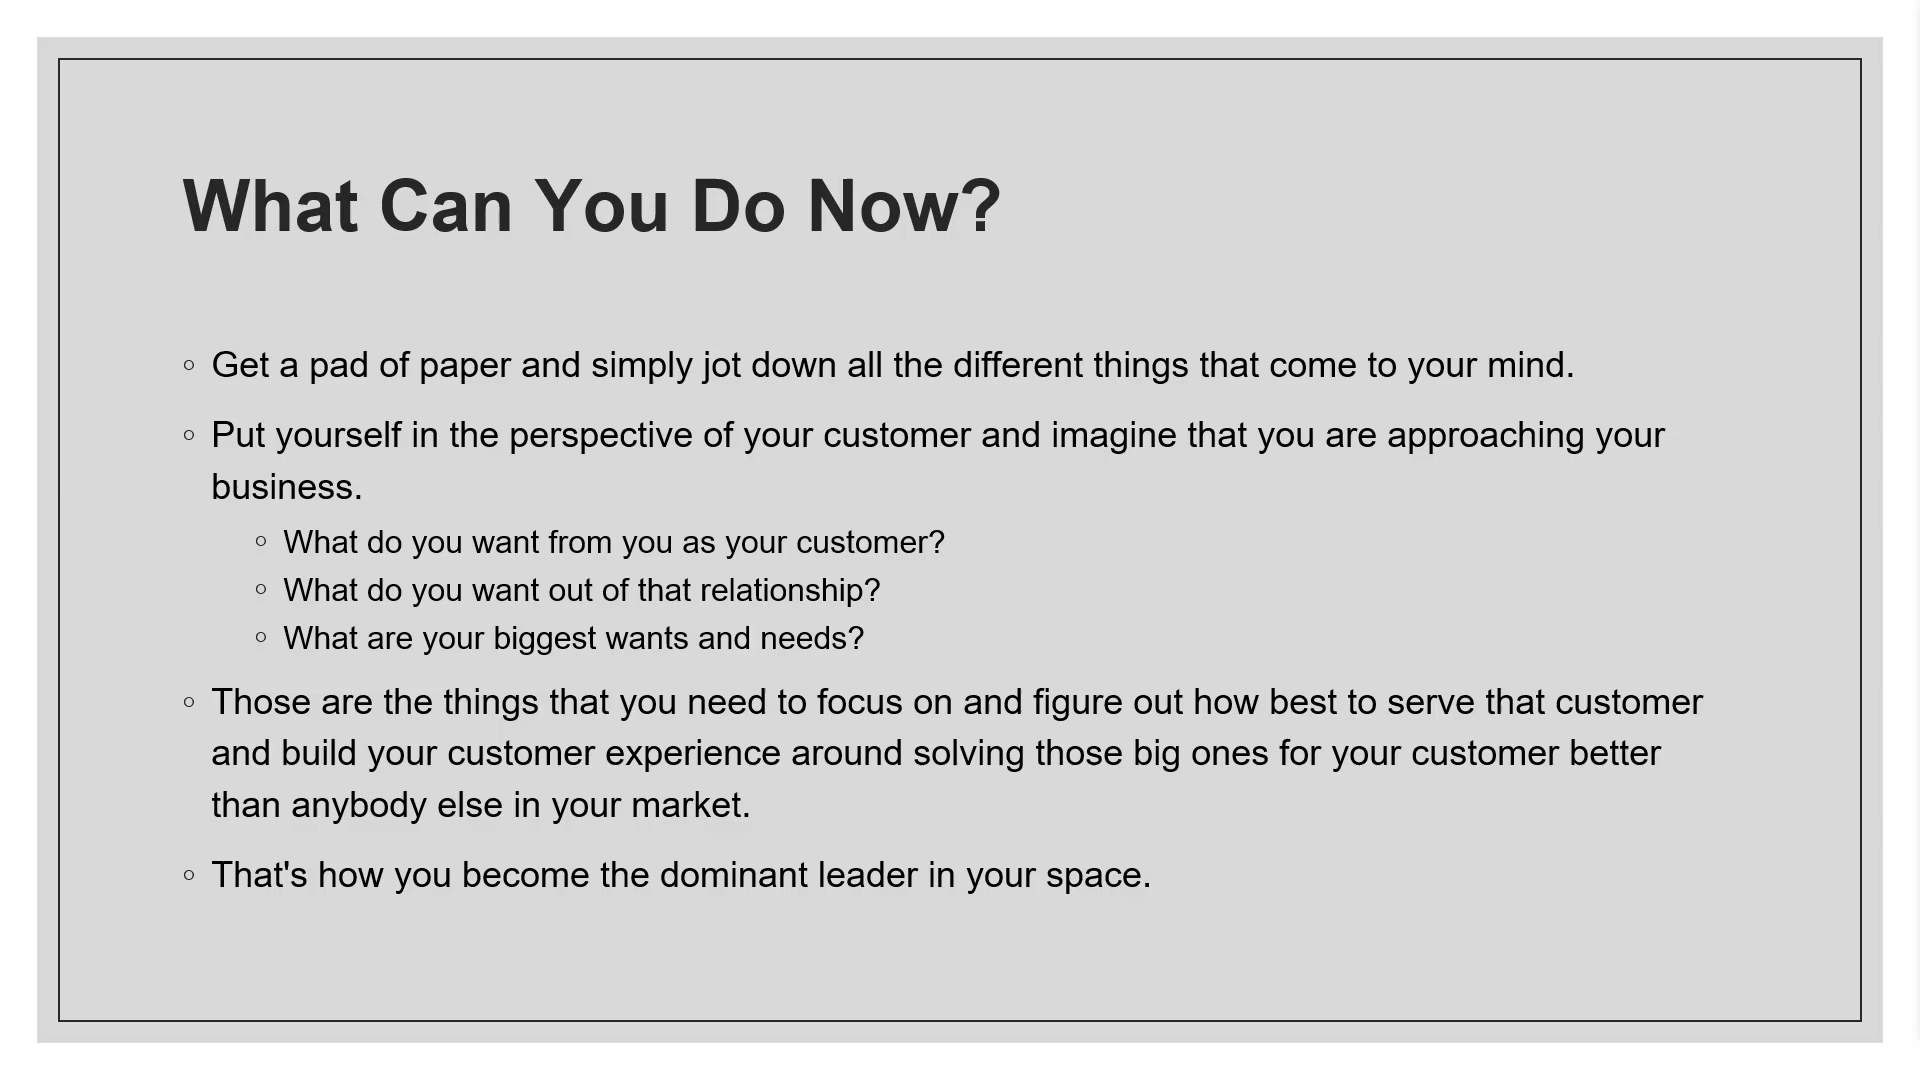 What Can You Do Now?
◦ Get a pad of paper and simply jot down all the different things that come to your mind.
◦ Put yourself in the perspective of your customer and imagine that you are approaching your
business.
◦ What do you want from you as your customer?
◦ What do you want out of that relationship?
◦ What are your biggest wants and needs?
◦ Those are the things that you need to focus on and figure out how best to serve that customer
and build your customer experience around solving those big ones for your customer better
than anybody else in your market.
◦ That's how you become the dominant leader in your space.